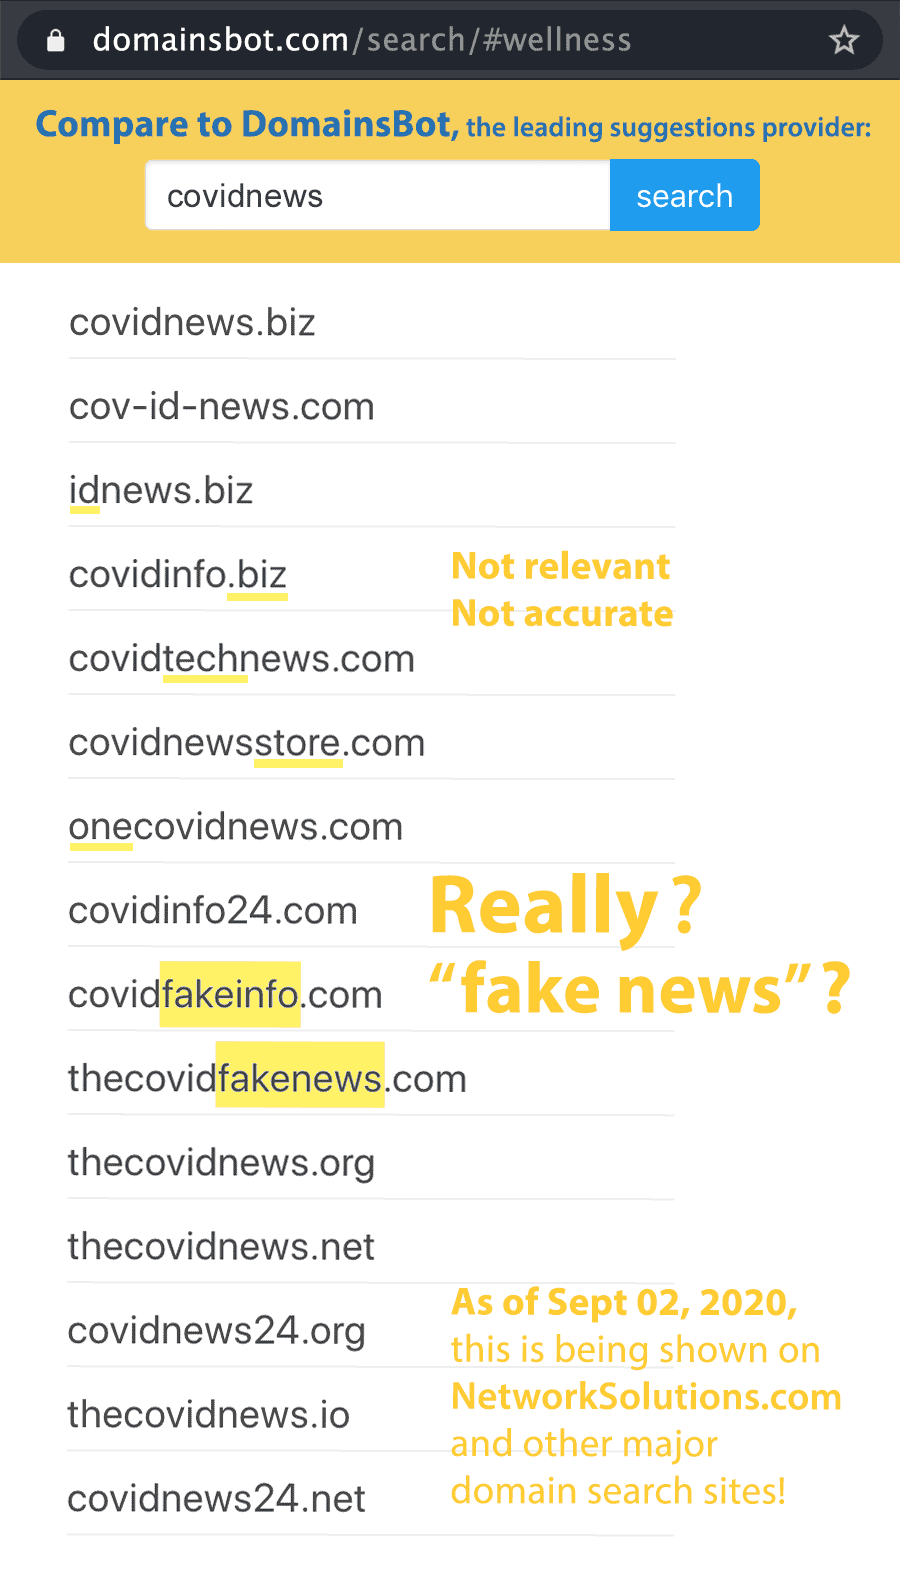 domainsbot.com/search/#wellness
Compare to DomainsBot, the leading suggestions provider:
covidnews
search
covidnews.biz
cov-id-news.com
idnews.biz
covidinfo.biz
Not relevant
Not accurate
covidtechnews.com
covidnewsstore.com
onecovidnews.com
covidinfo24.com
Really?
covidfakeinfo.com
“fake news”?
thecovidfakenews.com
thecovidnews.org
thecovidnews.net
covidnews24.org
thecovidnews.io
covidnews24.net
As of Sept 02, 2020,
this is being shown on
NetworkSolutions.com
and other major
domain search sites!